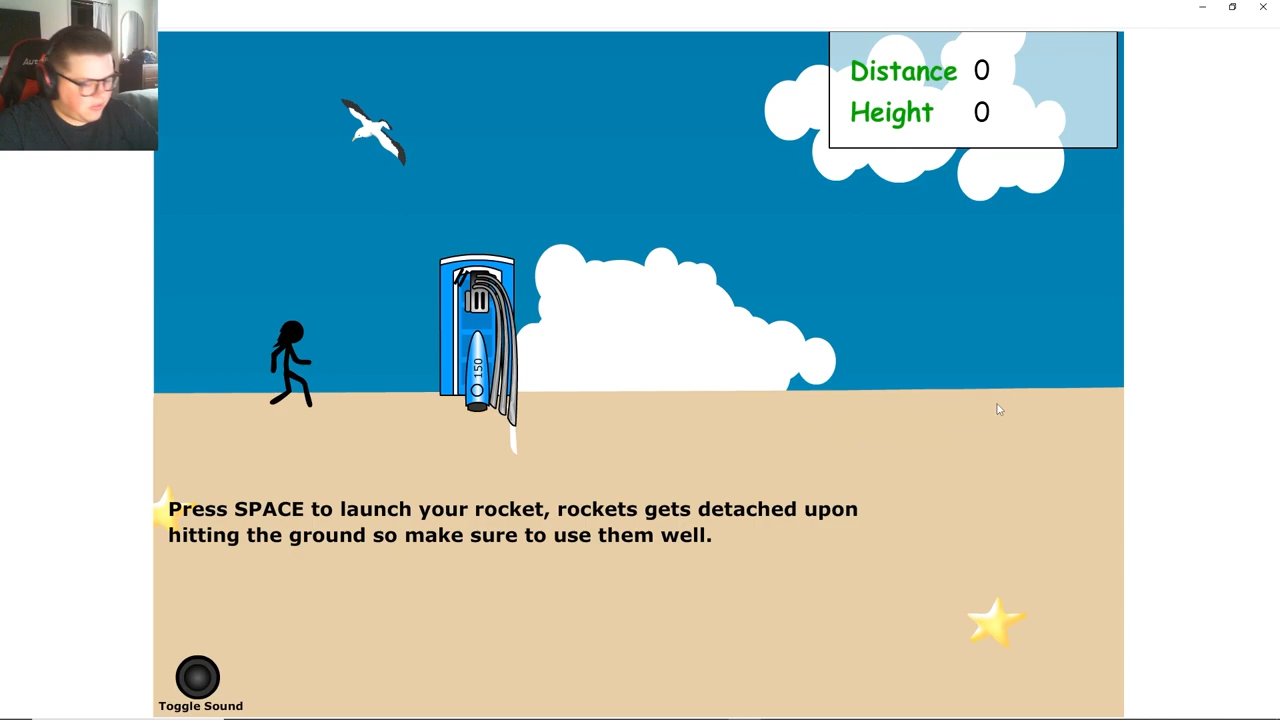 Distance 0
Height 0
150
Press SPACE to launch your rocket, rockets gets detached upon
hitting the ground so make sure to use them well.
Toggle Sound